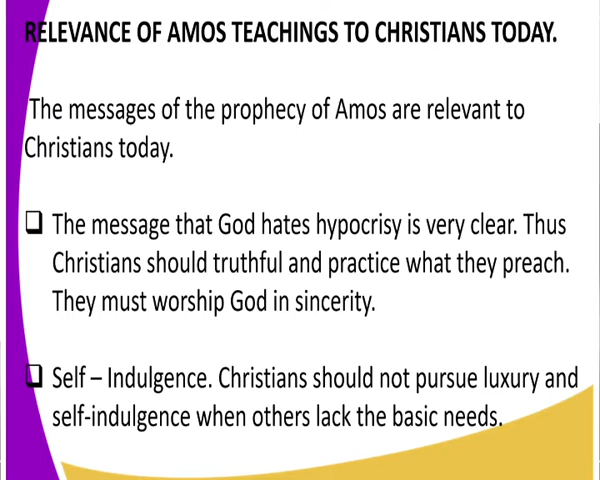 RELEVANCE OF AMOS TEACHINGS TO CHRISTIANS TODAY.
The messages of the prophecy of Amos are relevant to
Christians today.
❑ The message that God hates hypocrisy is very clear. Thus
Christians should truthful and practice what they preach.
They must worship God in sincerity.
❑ Self – Indulgence. Christians should not pursue luxury and
self-indulgence when others lack the basic needs.